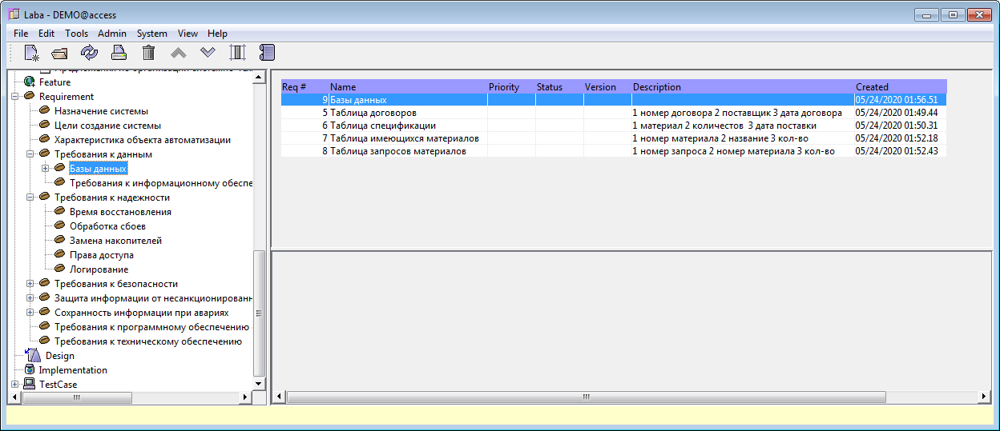 Laba - DEMO@access
File Edit Tools Admin System View Help
Feature
Requirement
Назначение системы
Цели создание системы
Характеристика объекта автоматизации
Требования к данным
Базы данных
Требования к информационному обеспе
Требования к надежности
Время восстановления
Обработка сбоев
Замена накопителей
Права доступа
Логирование
Требования к безопасности
Защита информации от несанкционированн
Сохранность информации при авариях
Требования к программному обеспечению
Требования к техническому обеспечению
Design
Implementation
TestCase
Req # Name Priority Status Version Description Created
9 Базы данных 05/24/2020 01:56.51
5 Таблица договоров 1 номер договора 2 поставщик 3 дата договора 05/24/2020 01:49.44
6 Таблица спецификации 1 материал 2 количестов 3 дата поставки 05/24/2020 01:50.31
7 Таблица имеющихся материалов 1 номер материала 2 название 3 кол-во 05/24/2020 01:52.18
8 Таблица запросов материалов 1 номер запроса 2 номер материала 3 кол-во 05/24/2020 01:52.43